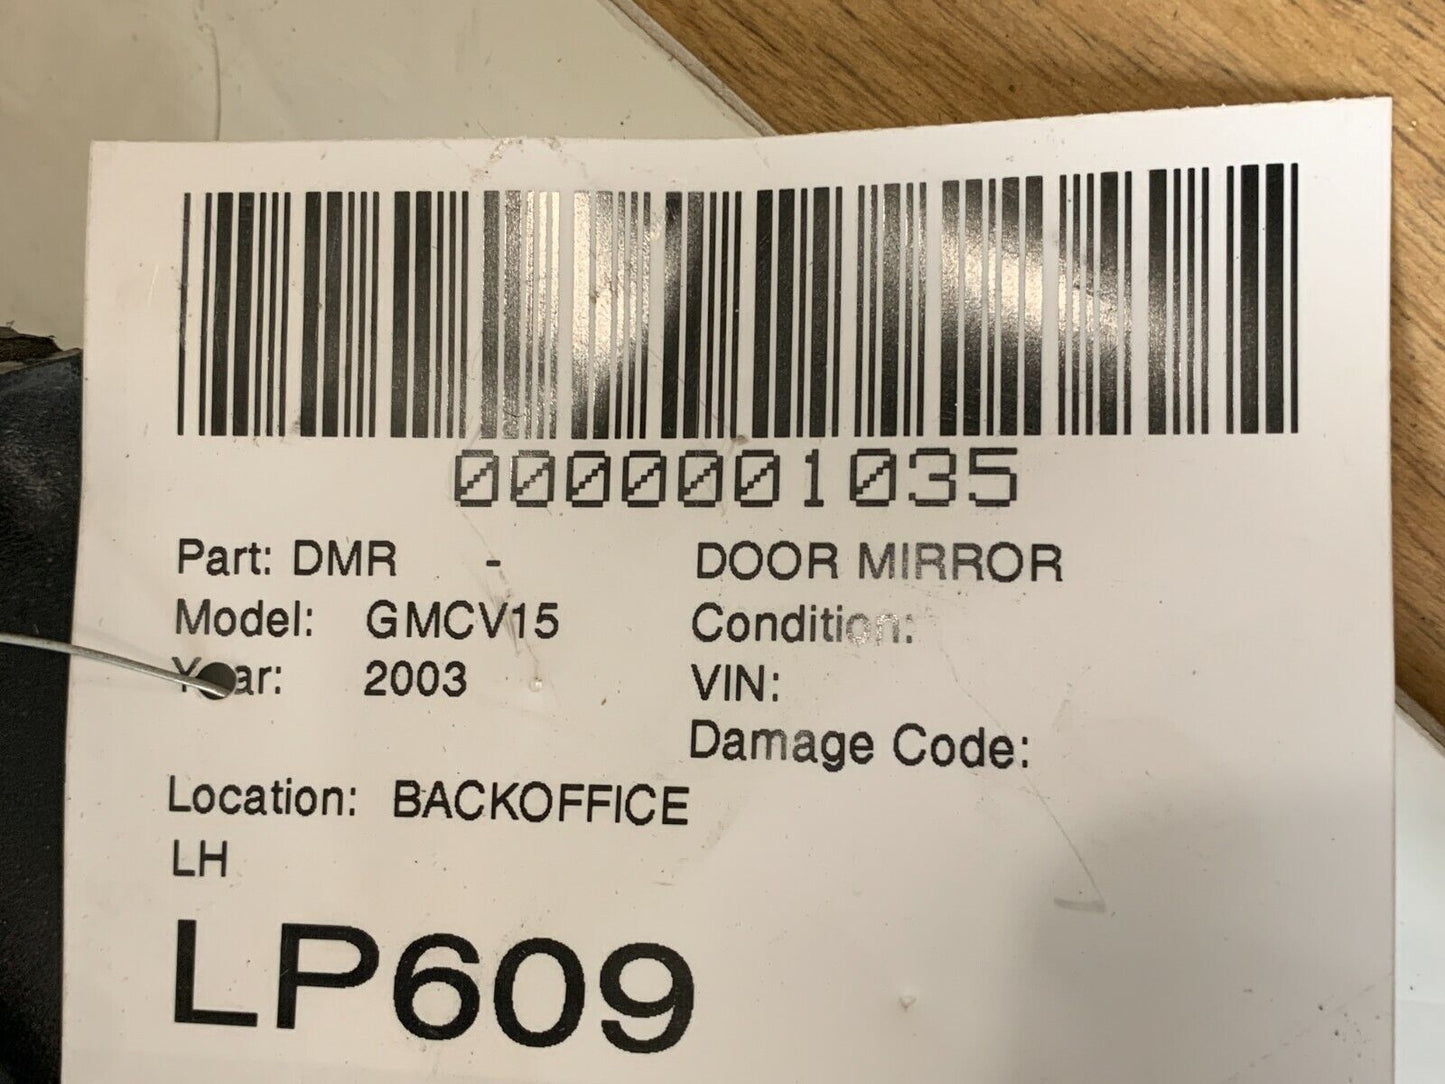 0000001035
Part: DMR - DOOR MIRROR
Model: GMCV15 Condition:
Year: 2003 VIN:
Damage Code:
Location: BACKOFFICE
LH
LP609